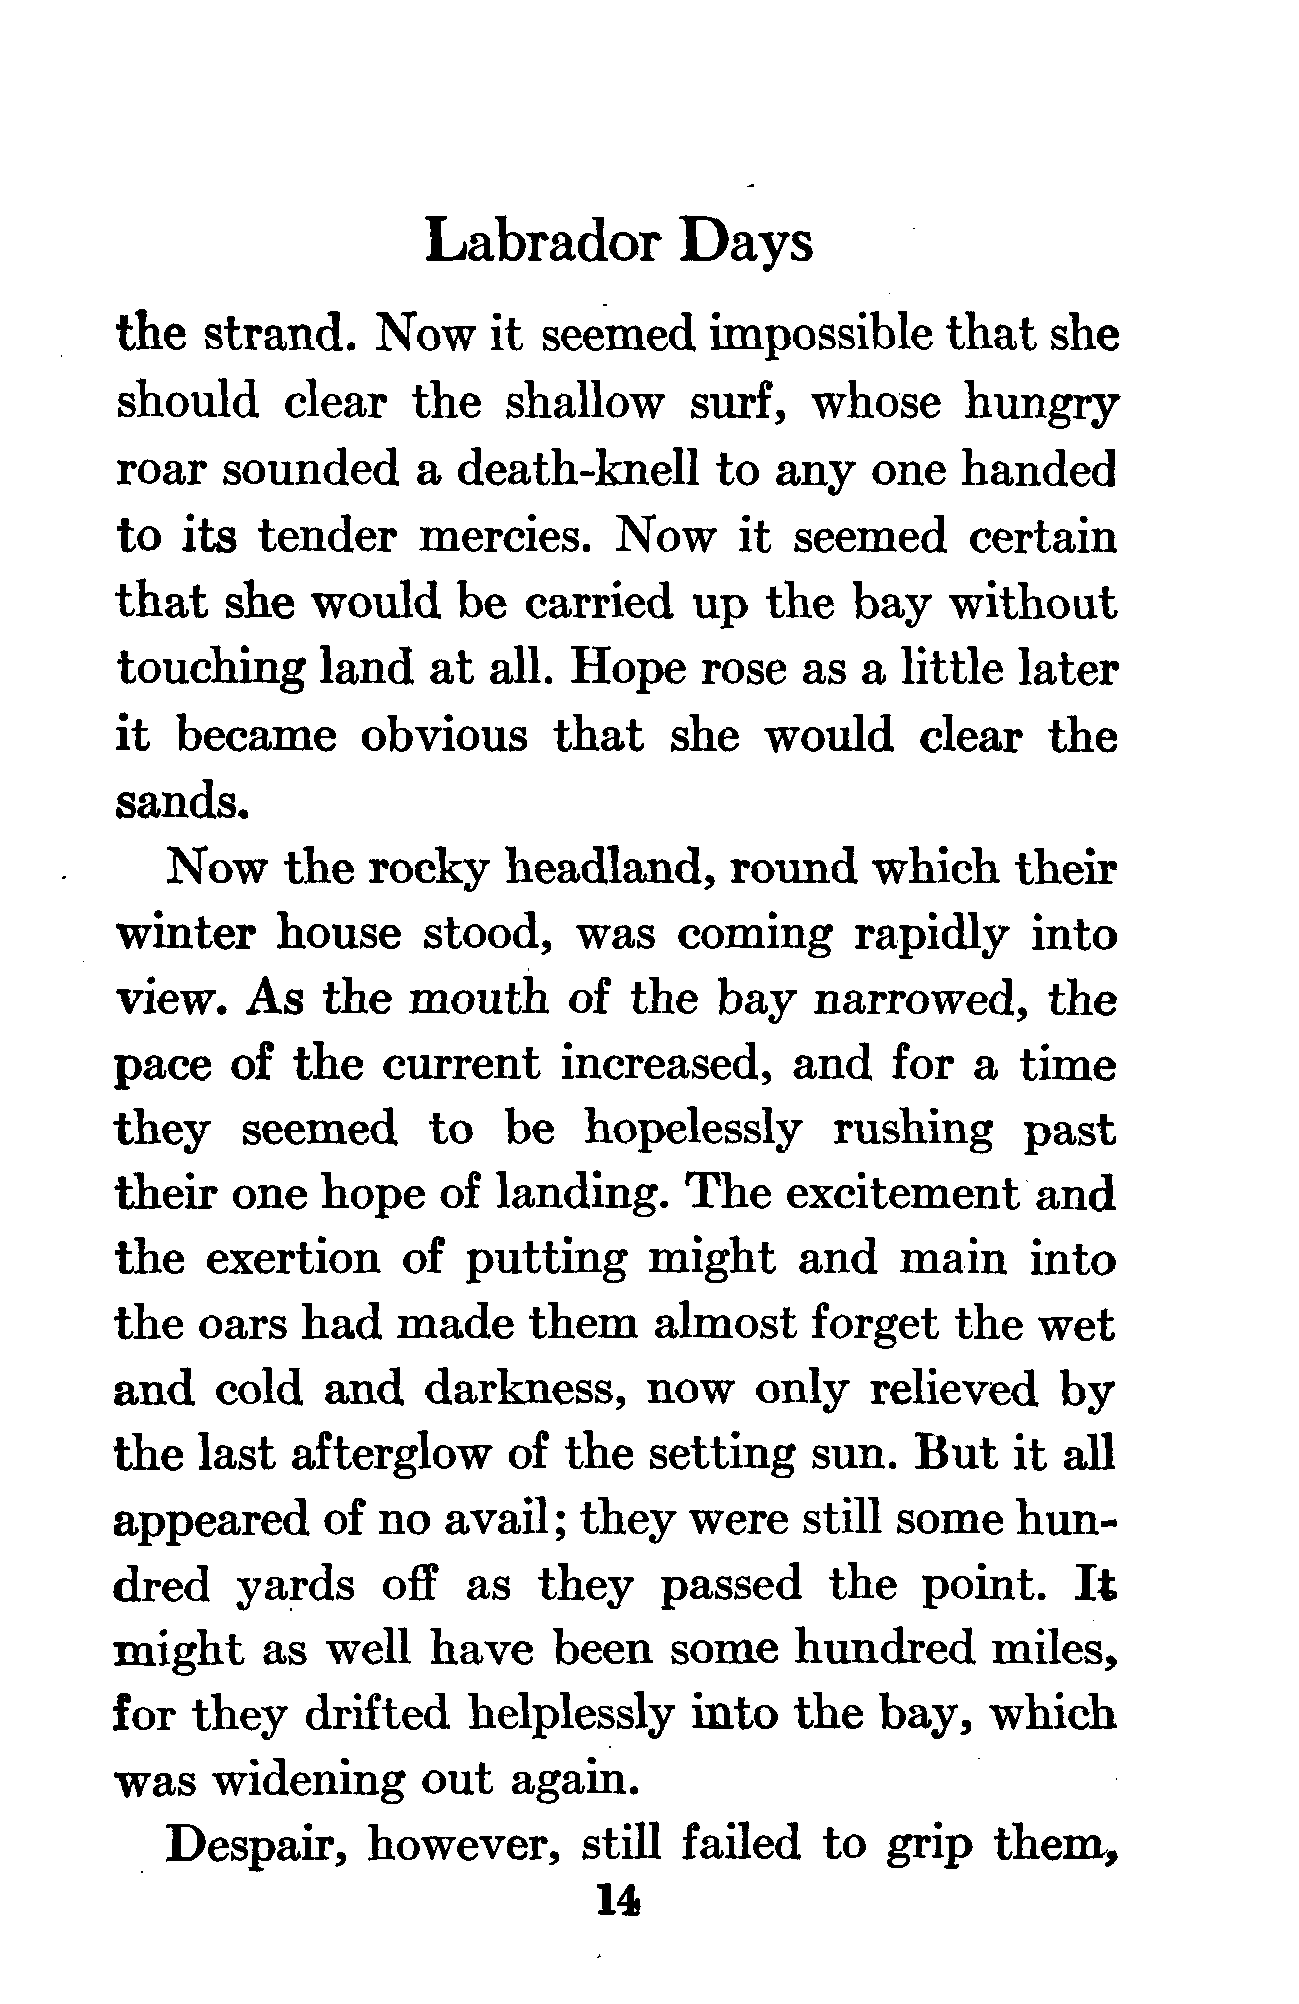 Labrador Days
the strand. Now it seemed impossible that she
should clear the shallow surf, whose hungry
roar sounded a death-knell to any one handed
to its tender mercies. Now it seemed certain
that she would be carried up the bay without
touching land at all. Hope rose as a little later
it became obvious that she would clear the
sands.
Now the rocky headland, round which their
winter house stood, was coming rapidly into
view. As the mouth of the bay narrowed, the
pace of the current increased, and for a time
they seemed to be hopelessly rushing past
their one hope of landing. The excitement and
the exertion of putting might and main into
the oars had made them almost forget the wet
and cold and darkness, now only relieved by
the last afterglow of the setting sun. But it all
appeared of no avail; they were still some hun-
dred yards off as they passed the point. It
might as well have been some hundred miles,
for they drifted helplessly into the bay, which
was widening out again.
Despair, however, still failed to grip them,
14